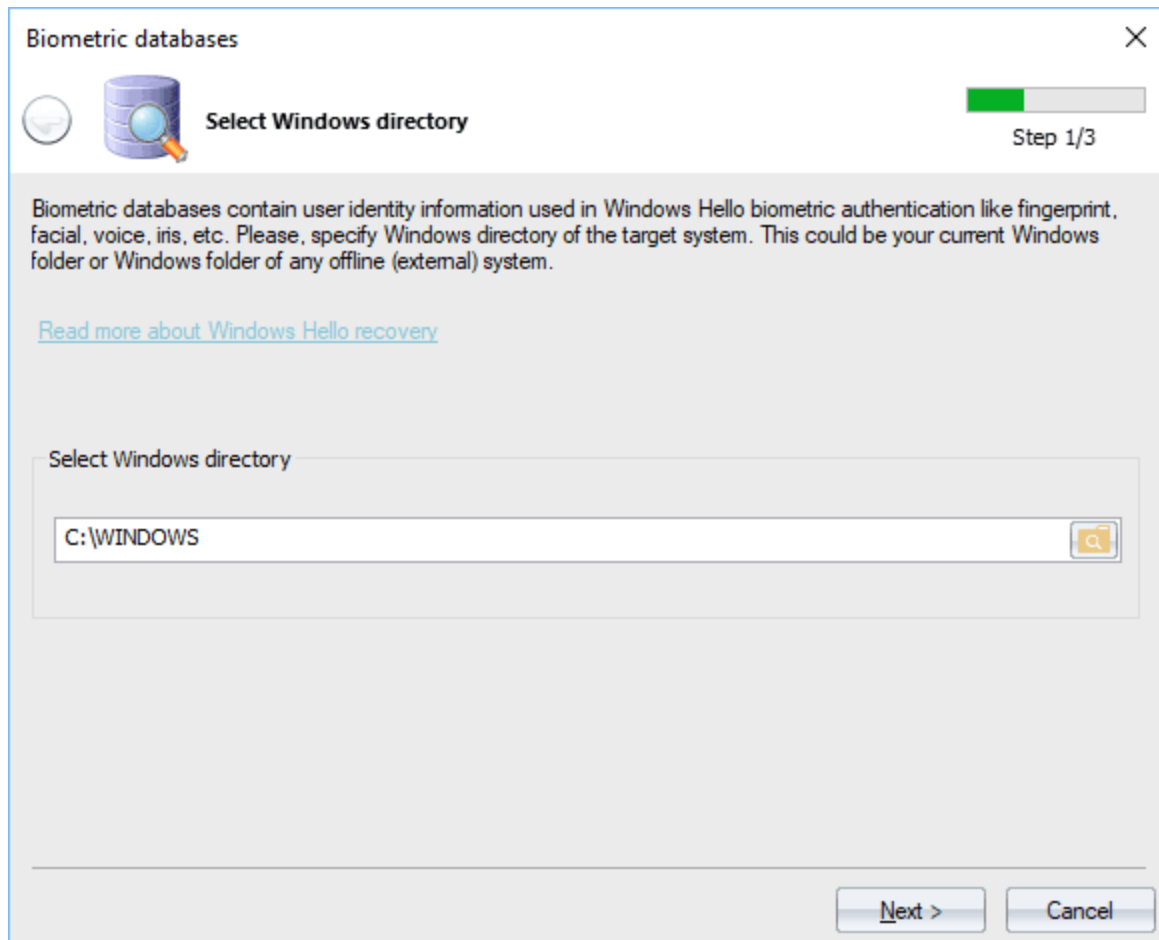 Biometric databases
Select Windows directory
Step 1/3
Biometric databases contain user identity information used in Windows Hello biometric authentication like fingerprint,
facial, voice, iris, etc. Please, specify Windows directory of the target system. This could be your current Windows
folder or Windows folder of any offline (external) system.
Read more about Windows Hello recovery
Select Windows directory
C:\WINDOWS
Next >
Cancel